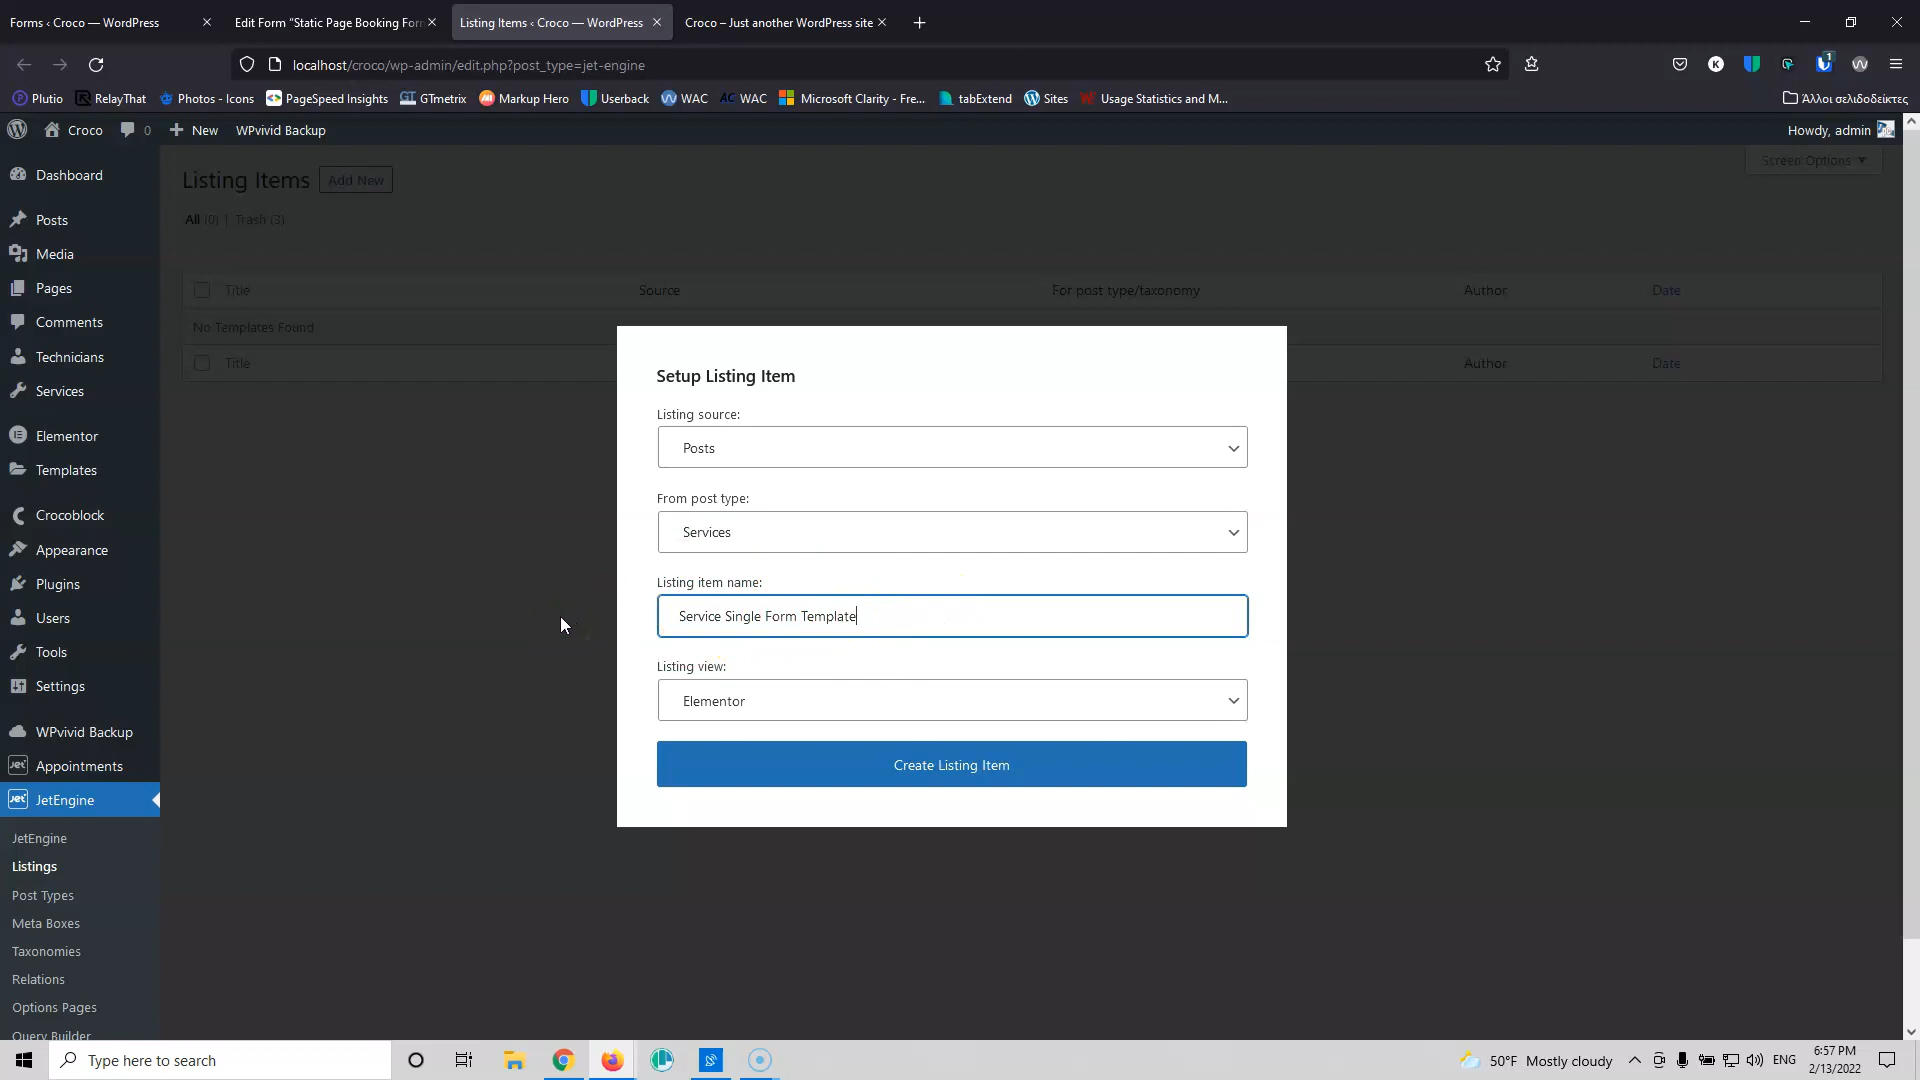 Forms ‹ Croco — WordPress
Edit Form “Static Page Booking For
Listing Items ‹ Croco — WordPress
Croco – Just another WordPress site
localhost/croco/wp-admin/edit.php?post_type=jet-engine
Plutio
RelayThat
Photos - Icons
PageSpeed Insights
GTmetrix
Markup Hero
Userback
WAC
WAC
Microsoft Clarity - Fre...
tabExtend
Sites
Usage Statistics and M...
Άλλοι σελιδοδείκτες
Croco
0
New
WPvivid Backup
Howdy, admin
Dashboard
Posts
Media
Pages
Comments
Technicians
Services
Elementor
Templates
Crocoblock
Appearance
Plugins
Users
Tools
Settings
WPvivid Backup
Appointments
JetEngine
JetEngine
Listings
Post Types
Meta Boxes
Taxonomies
Relations
Options Pages
Query Builder
Listing Items
Add New
Screen Options
All (0) | Trash (3)
Title
Source
For post type/taxonomy
Author
Date
No Templates Found
Title
Author
Date
Setup Listing Item
Listing source:
Posts
From post type:
Services
Listing item name:
Service Single Form Template
Listing view:
Elementor
Create Listing Item
Type here to search
50°F Mostly cloudy
ENG
6:57 PM
2/13/2022